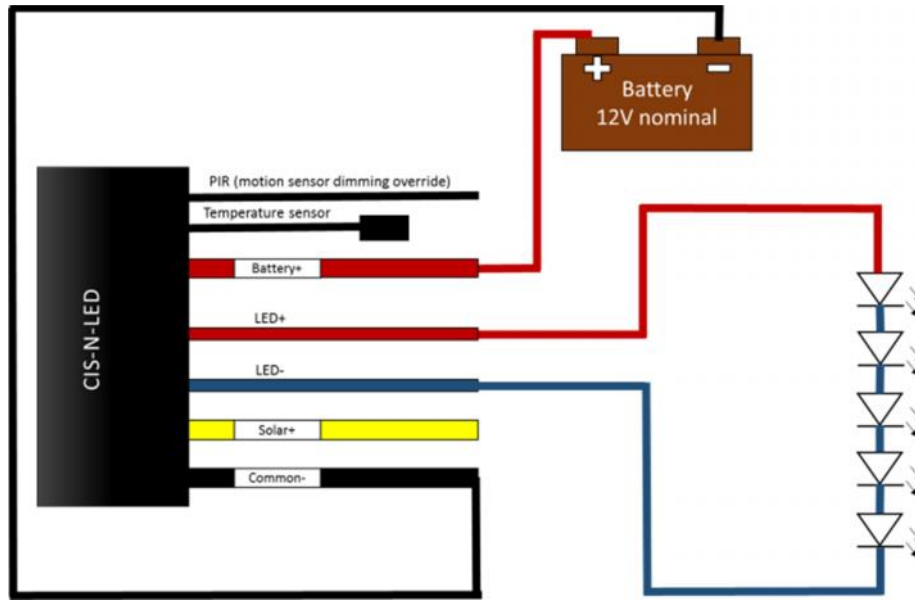 Battery
12V nominal
PIR (motion sensor dimming override)
Temperature sensor
Battery+
LED+
CIS-N-LED
LED-
Solar+
Common-